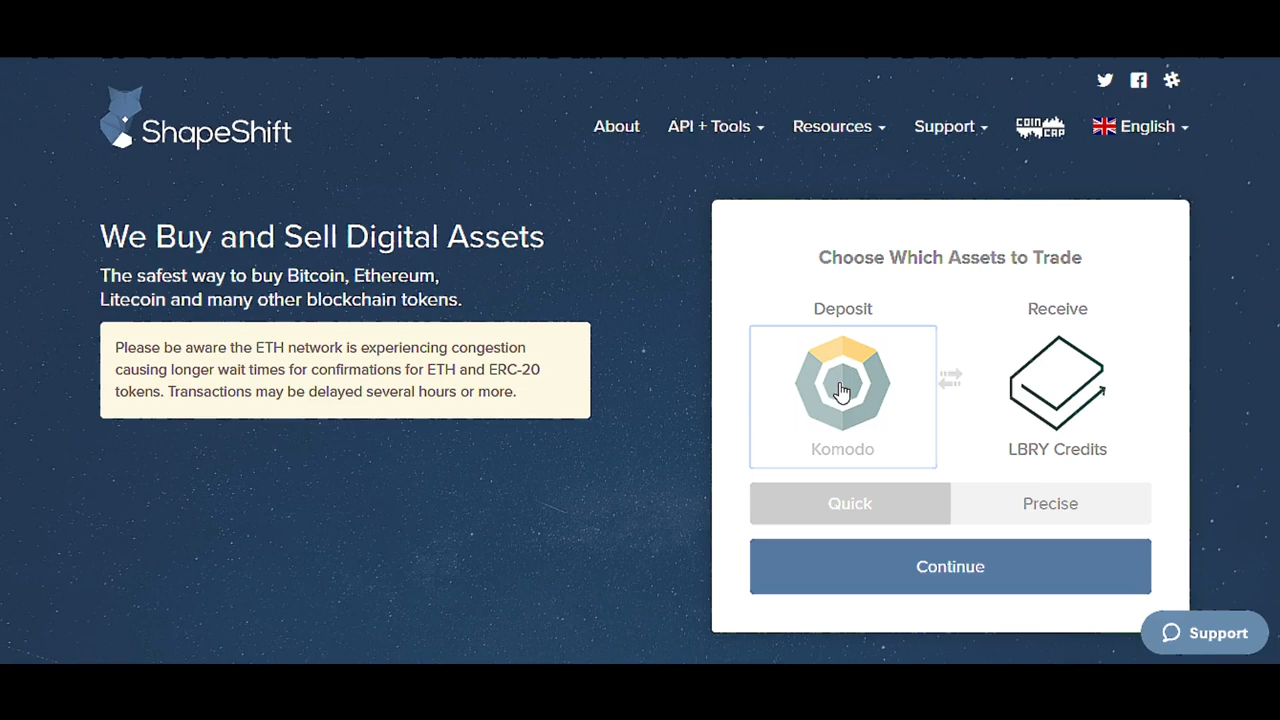 ShapeShift
About
API + Tools
Resources
Support
COIN
CAP
English
We Buy and Sell Digital Assets
The safest way to buy Bitcoin, Ethereum,
Litecoin and many other blockchain tokens.
Please be aware the ETH network is experiencing congestion
causing longer wait times for confirmations for ETH and ERC-20
tokens. Transactions may be delayed several hours or more.
Choose Which Assets to Trade
Deposit
Receive
Komodo
LBRY Credits
Quick
Precise
Continue
Support